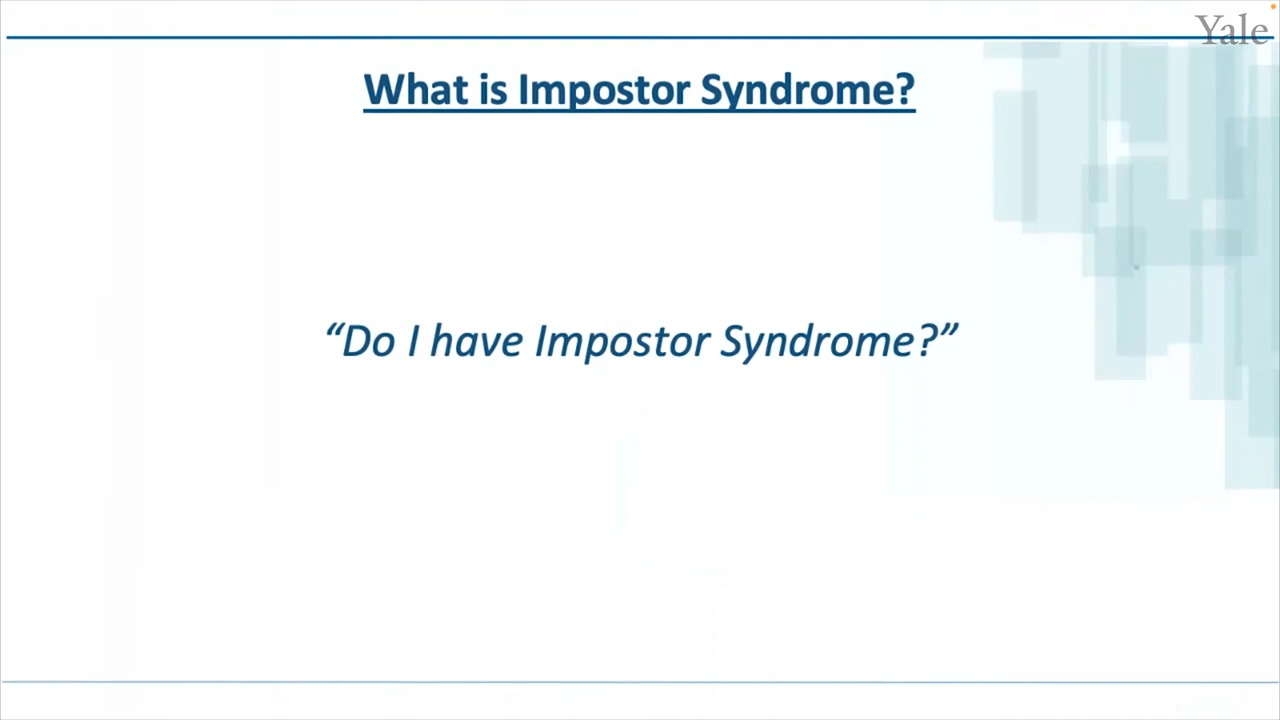 Yale
What is Impostor Syndrome?
“Do I have Impostor Syndrome?”